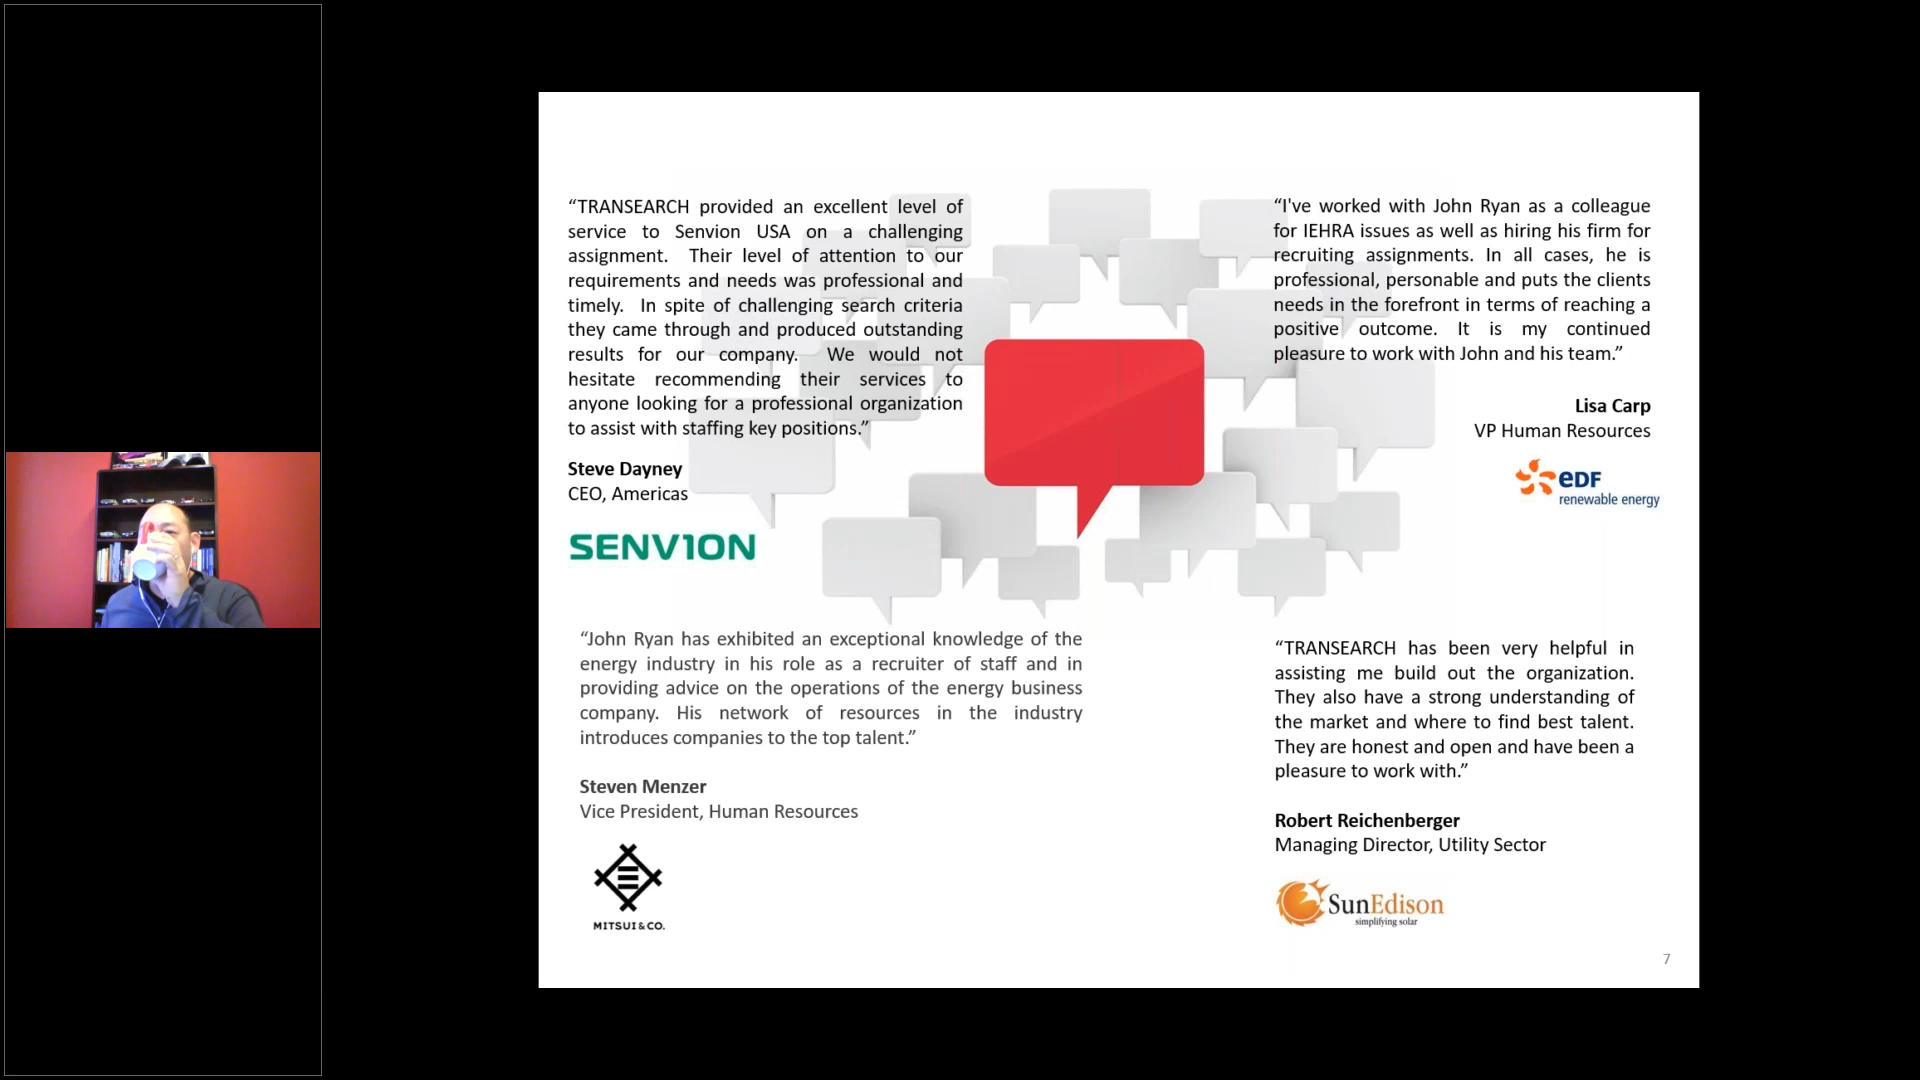 “TRANSEARCH provided an excellent level of
service to Senvion USA on a challenging
assignment. Their level of attention to our
requirements and needs was professional and
timely. In spite of challenging search criteria
they came through and produced outstanding
results for our company. We would not
hesitate recommending their services to
anyone looking for a professional organization
to assist with staffing key positions.”
Steve Dayney
CEO, Americas
SENVION
“I've worked with John Ryan as a colleague
for IEHRA issues as well as hiring his firm for
recruiting assignments. In all cases, he is
professional, personable and puts the clients
needs in the forefront in terms of reaching a
positive outcome. It is my continued
pleasure to work with John and his team.”
Lisa Carp
VP Human Resources
eDF
renewable energy
“John Ryan has exhibited an exceptional knowledge of the
energy industry in his role as a recruiter of staff and in
providing advice on the operations of the energy business
company. His network of resources in the industry
introduces companies to the top talent.”
Steven Menzer
Vice President, Human Resources
MITSUI & CO.
“TRANSEARCH has been very helpful in
assisting me build out the organization.
They also have a strong understanding of
the market and where to find best talent.
They are honest and open and have been a
pleasure to work with.”
Robert Reichenberger
Managing Director, Utility Sector
SunEdison
simplifying solar
7